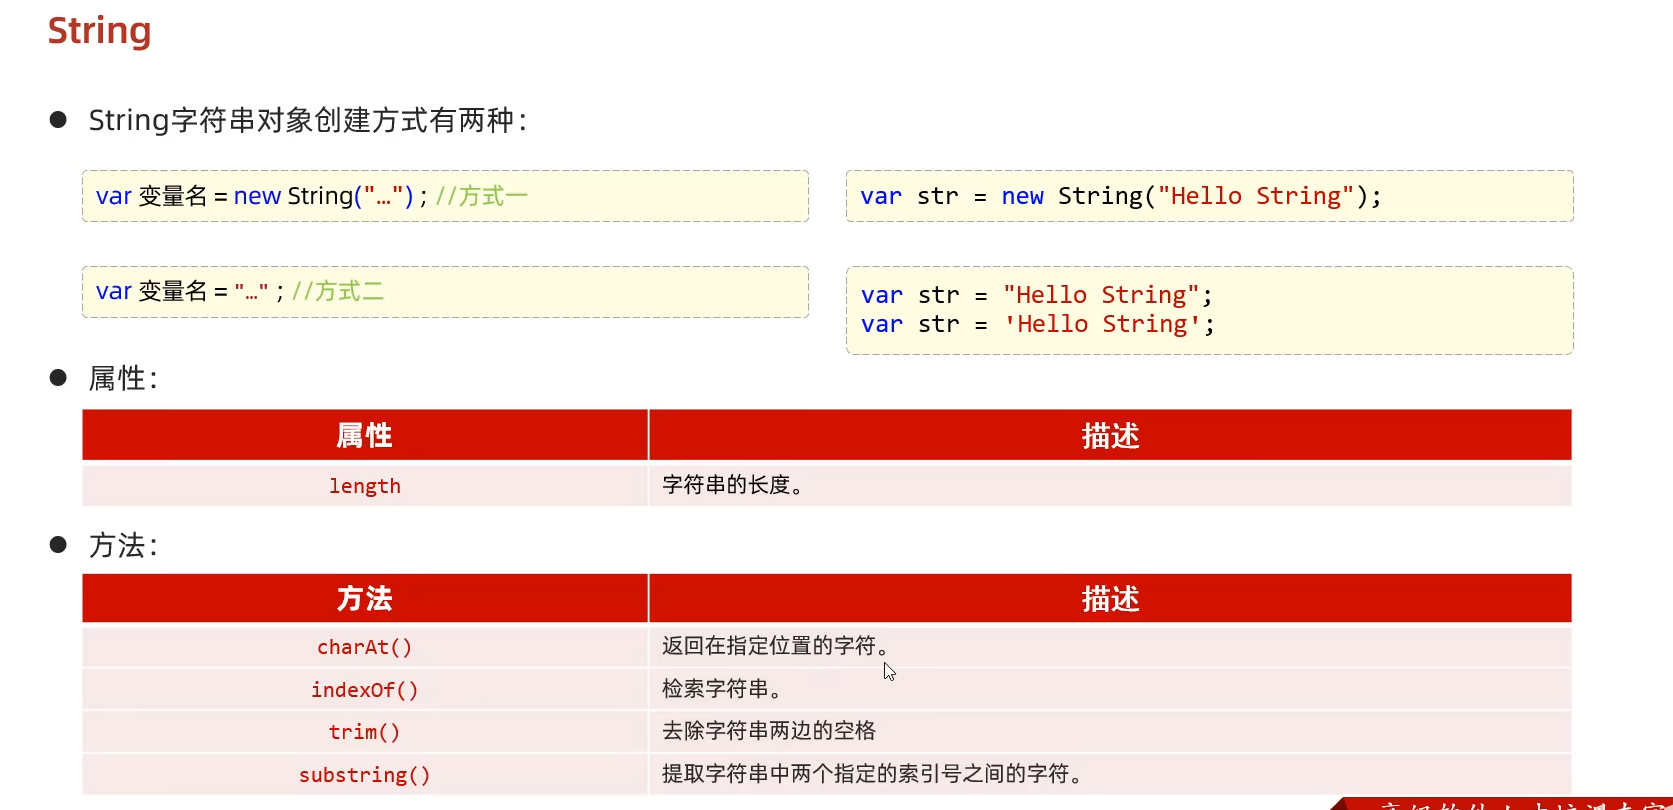 String
● String字符串对象创建方式有两种：
var 变量名 = new String("…") ; //方式一
var str = new String("Hello String");
var 变量名 = "…" ; //方式二
var str = "Hello String";
var str = 'Hello String';
● 属性：
属性 描述
length 字符串的长度。
● 方法：
方法 描述
charAt() 返回在指定位置的字符。
indexOf() 检索字符串。
trim() 去除字符串两边的空格
substring() 提取字符串中两个指定的索引号之间的字符。